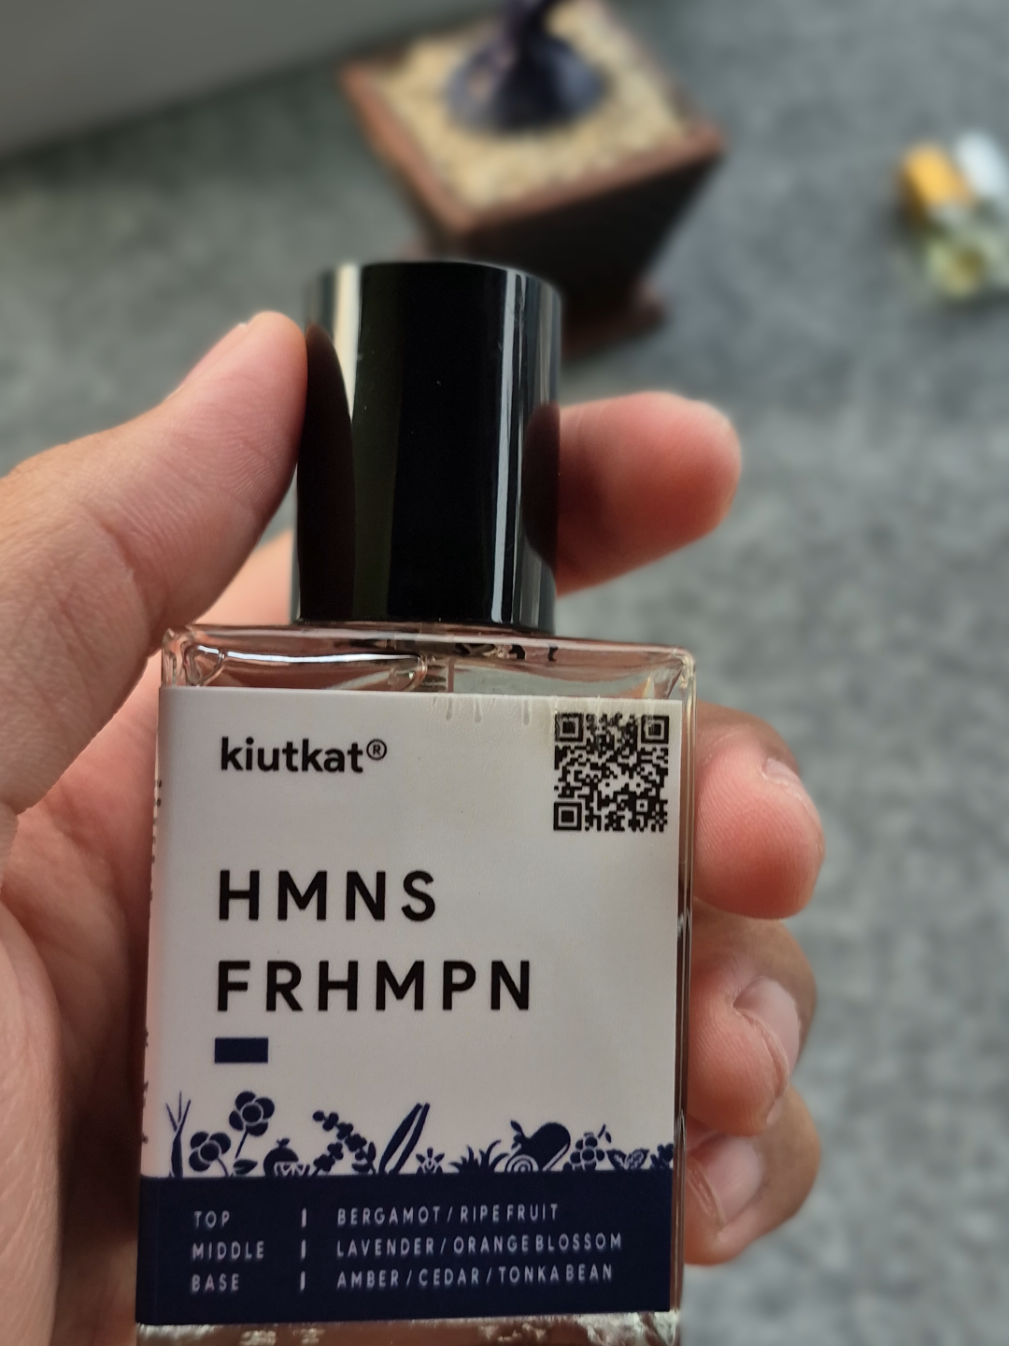 kiutkat®
HMNS
FRHMPN
TOP | BERGAMOT / RIPE FRUIT
MIDDLE | LAVENDER / ORANGE BLOSSOM
BASE | AMBER / CEDAR / TONKA BEAN